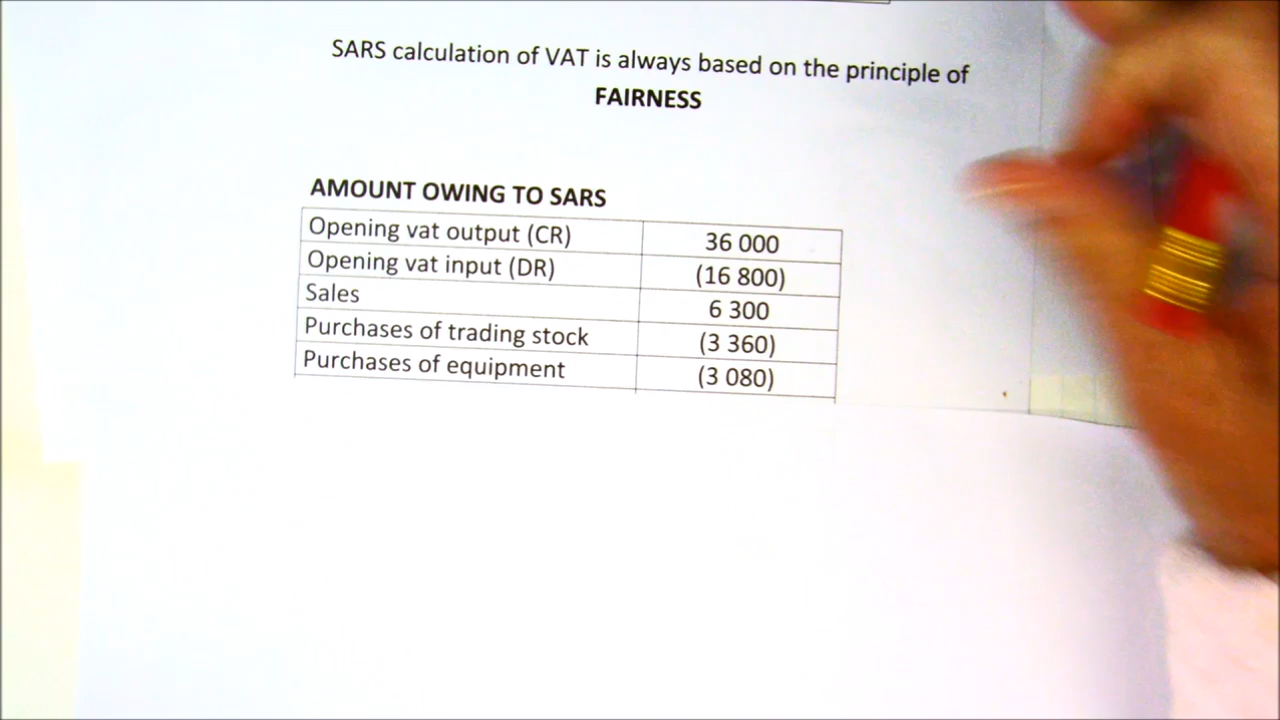 SARS calculation of VAT is always based on the principle of
FAIRNESS
AMOUNT OWING TO SARS
Opening vat output (CR) 36 000
Opening vat input (DR) (16 800)
Sales 6 300
Purchases of trading stock (3 360)
Purchases of equipment (3 080)